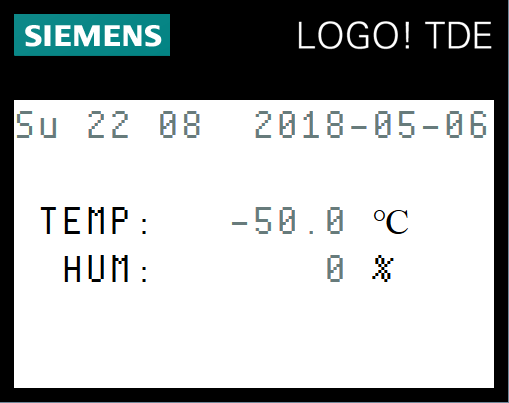 SIEMENS LOGO! TDE
Su 22 08 2018-05-06
TEMP: -50.0 °C
HUM: 0 %